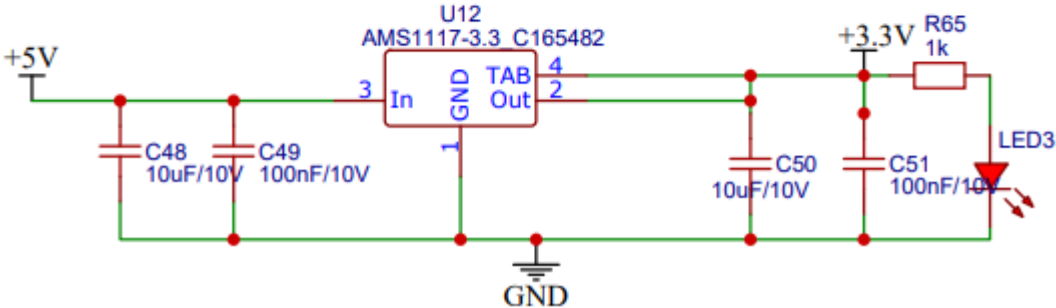 U12
AMS1117-3.3_C165482
+5V
+3.3V
R65
1k
3
In
GND
1
TAB
4
Out
2
C48
10uF/10V
C49
100nF/10V
C50
10uF/10V
C51
100nF/10V
LED3
GND